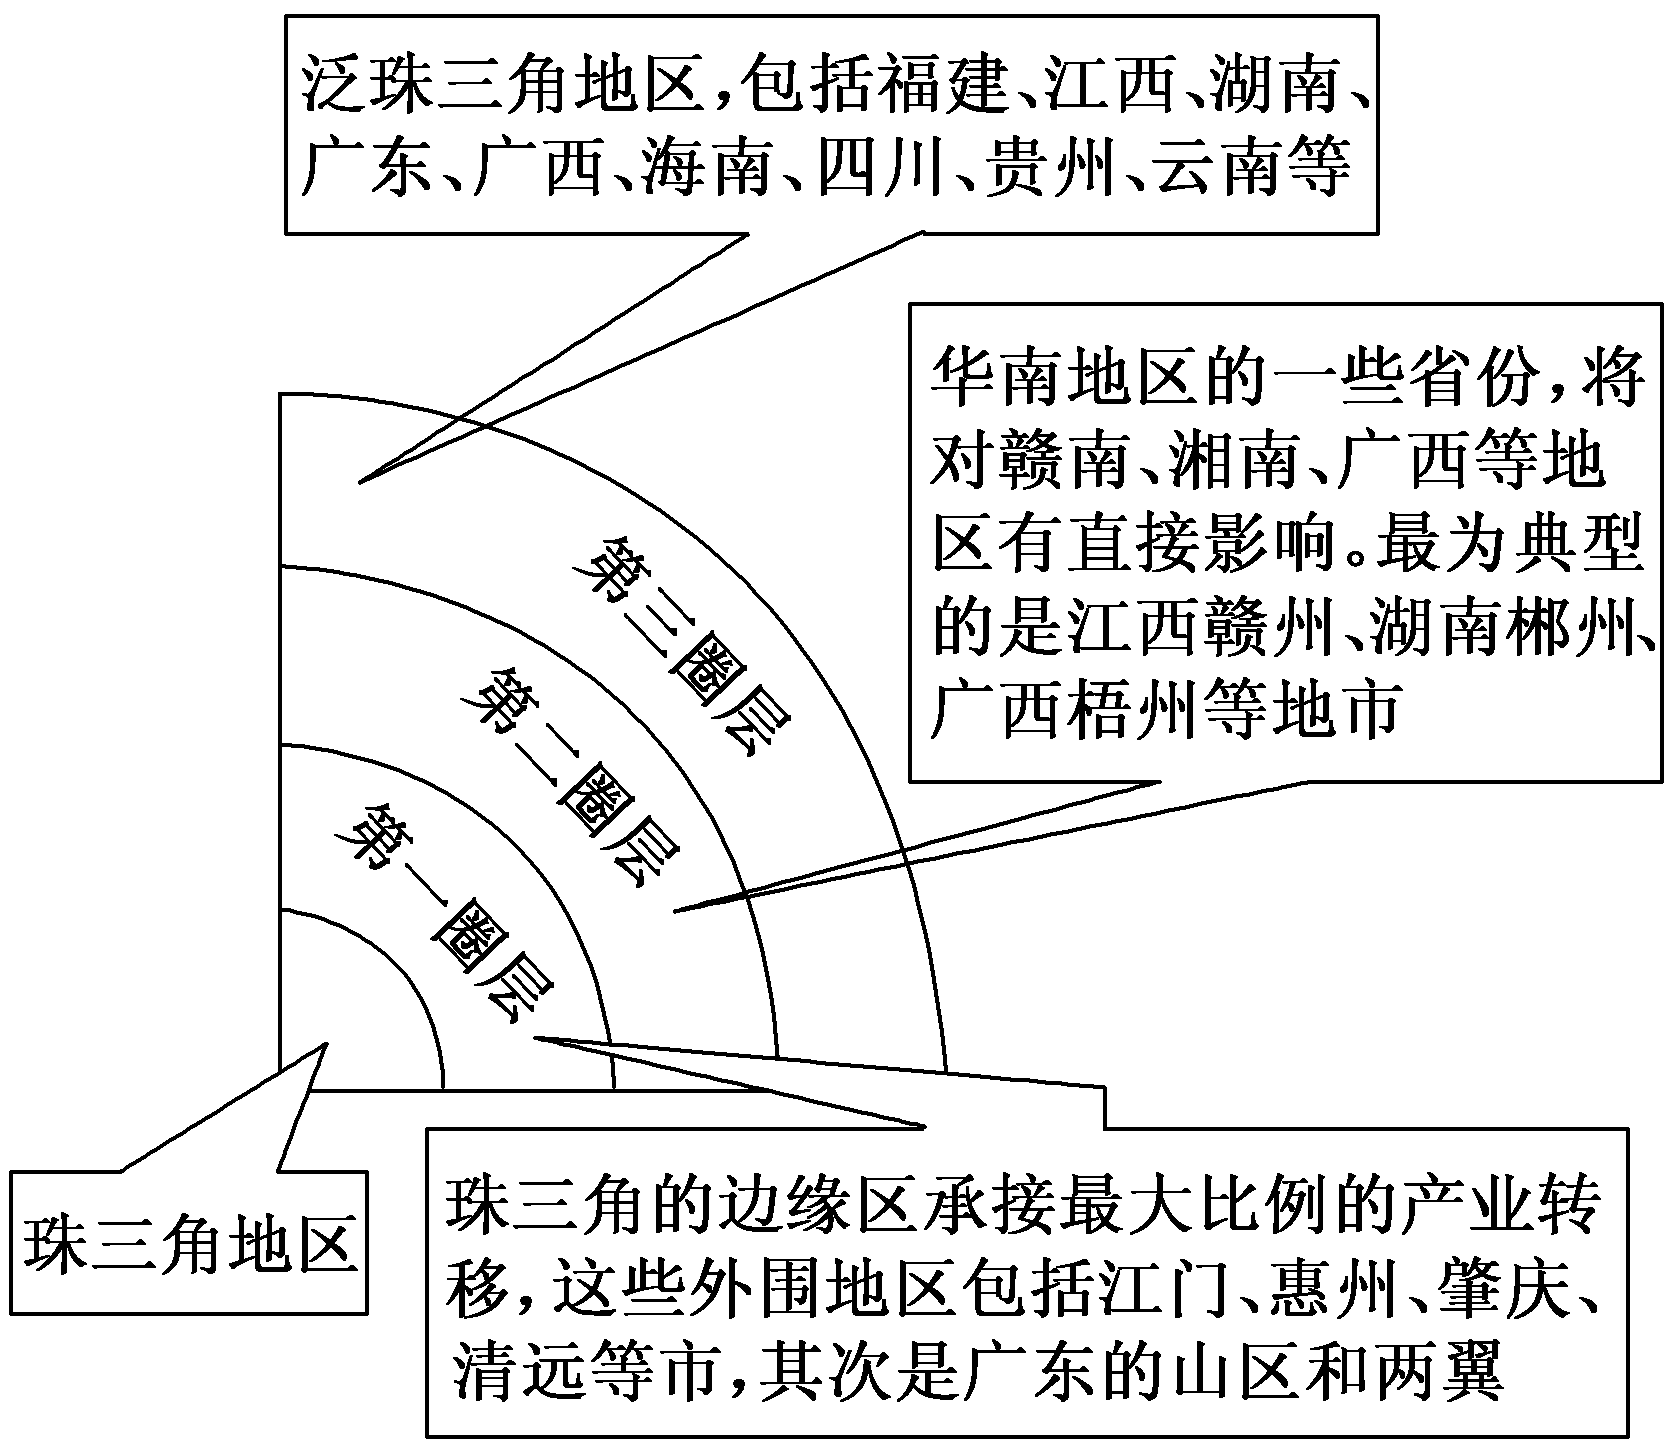 泛珠三角地区,包括福建、江西、湖南、
广东、广西、海南、四川、贵州、云南等
华南地区的一些省份,将
对赣南、湘南、广西等地
区有直接影响。最为典型
的是江西赣州、湖南郴州、
广西梧州等地市
第三圈层
第二圈层
第一圈层
珠三角地区
珠三角的边缘区承接最大比例的产业转
移,这些外围地区包括江门、惠州、肇庆、
清远等市,其次是广东的山区和两翼